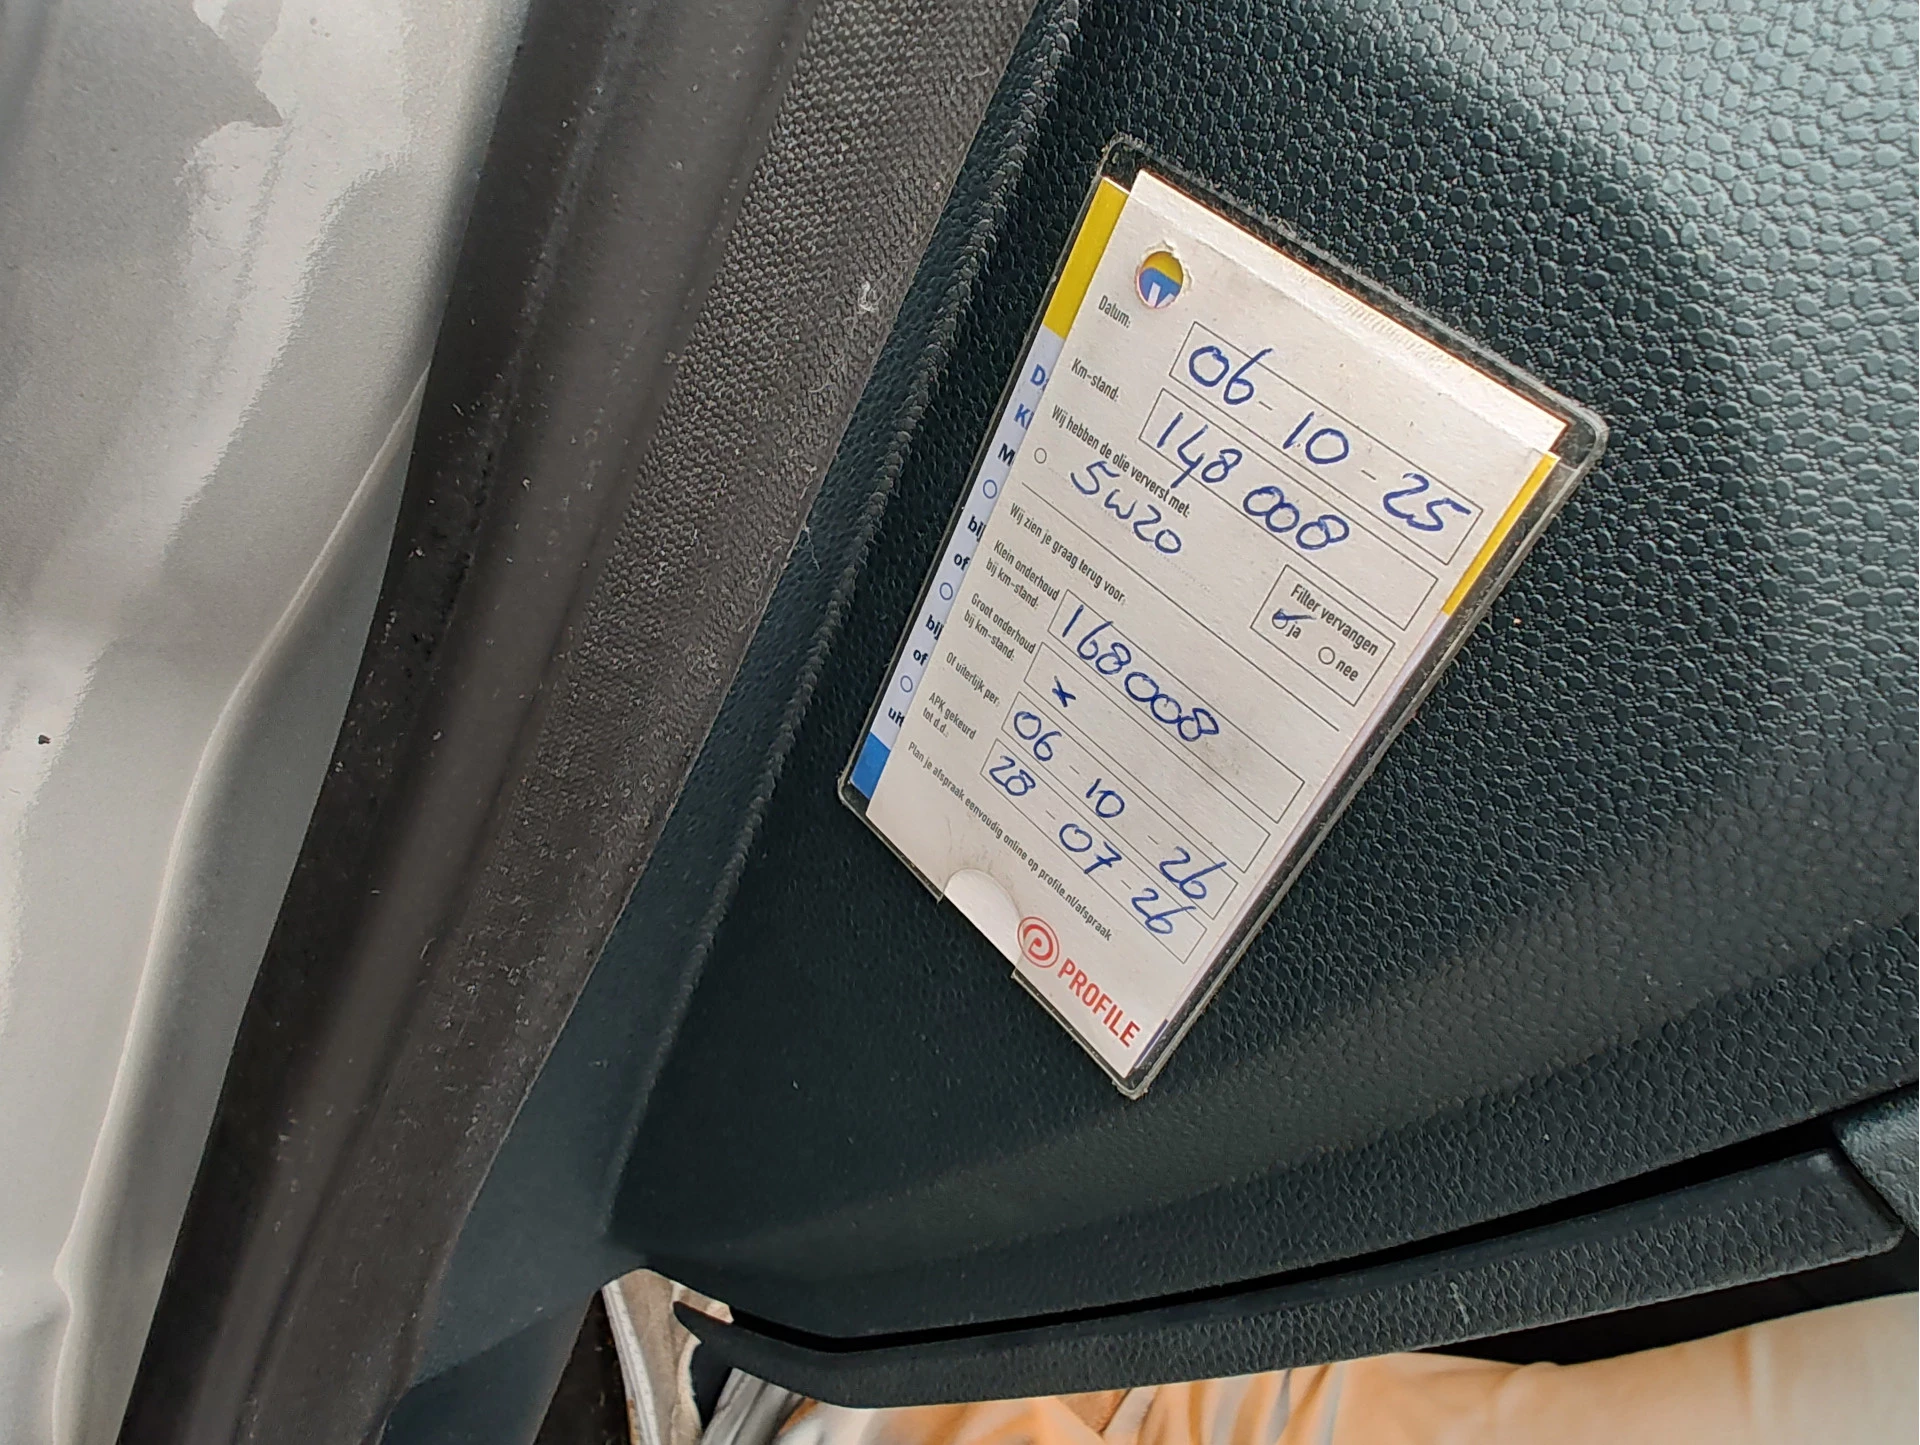 Datum:
06 - 10 - 25
Km-stand:
148 008
Wij hebben de olie ververst met:
5w20
Filter vervangen
ja
nee
Wij zien je graag terug voor:
Klein onderhoud
bij km-stand:
168008
Groot onderhoud
bij km-stand:
x
Of uiterlijk per:
06 - 10 - 26
APK gekeurd
tot d.d.:
28 - 07 - 26
Plan je afspraak eenvoudig online op profile.nl/afspraak
PROFILE